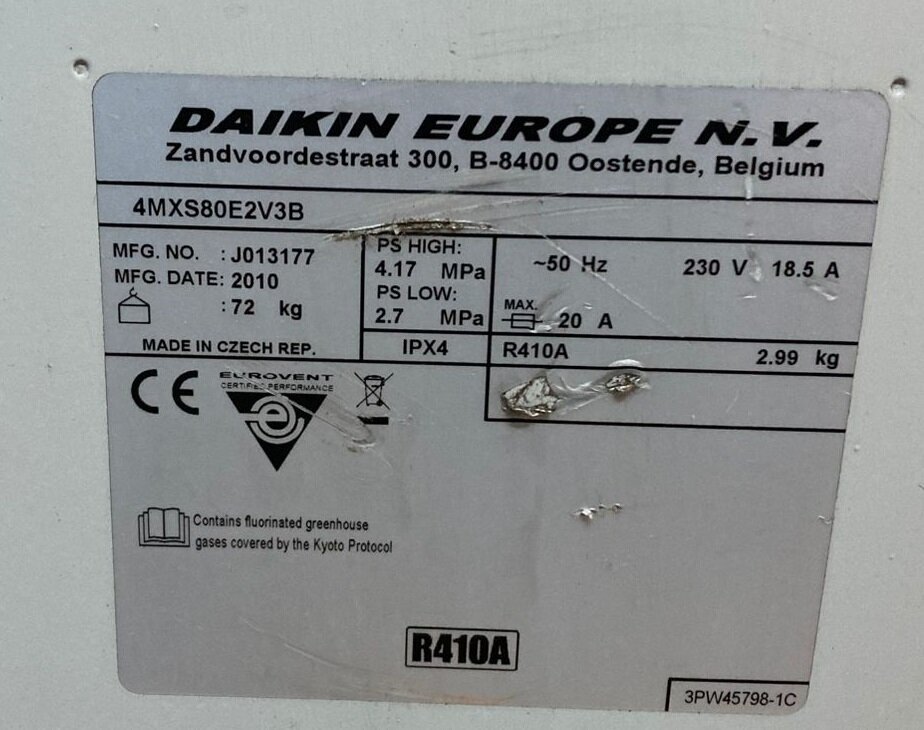 DAIKIN EUROPE N.V.
Zandvoordestraat 300, B-8400 Oostende, Belgium
4MXS80E2V3B
MFG. NO. : J013177
MFG. DATE: 2010
: 72 kg
MADE IN CZECH REP.
PS HIGH:
4.17 MPa
PS LOW:
2.7 MPa
IPX4
~50 Hz 230 V 18.5 A
MAX.
20 A
R410A 2.99 kg
CE
EUROVENT
CERTIFIED PERFORMANCE
Contains fluorinated greenhouse
gases covered by the Kyoto Protocol
R410A
3PW45798-1C